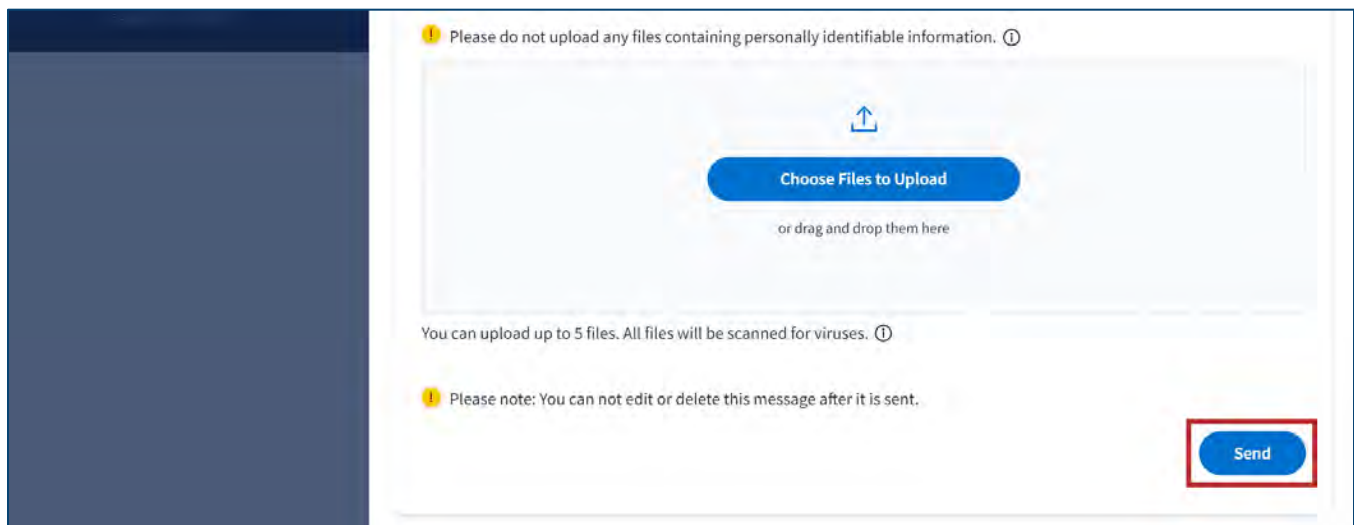 Please do not upload any files containing personally identifiable information.
Choose Files to Upload
or drag and drop them here
You can upload up to 5 files. All files will be scanned for viruses.
Please note: You can not edit or delete this message after it is sent.
Send